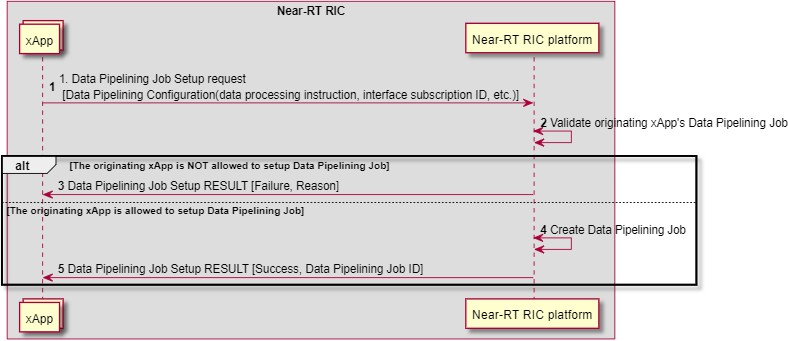 Near-RT RIC
xApp
Near-RT RIC platform
1. Data Pipelining Job Setup request
1 [Data Pipelining Configuration(data processing instruction, interface subscription ID, etc.)]
2 Validate originating xApp's Data Pipelining Job
alt [The originating xApp is NOT allowed to setup Data Pipelining Job]
3 Data Pipelining Job Setup RESULT [Failure, Reason]
[The originating xApp is allowed to setup Data Pipelining Job]
4 Create Data Pipelining Job
5 Data Pipelining Job Setup RESULT [Success, Data Pipelining Job ID]
xApp
Near-RT RIC platform